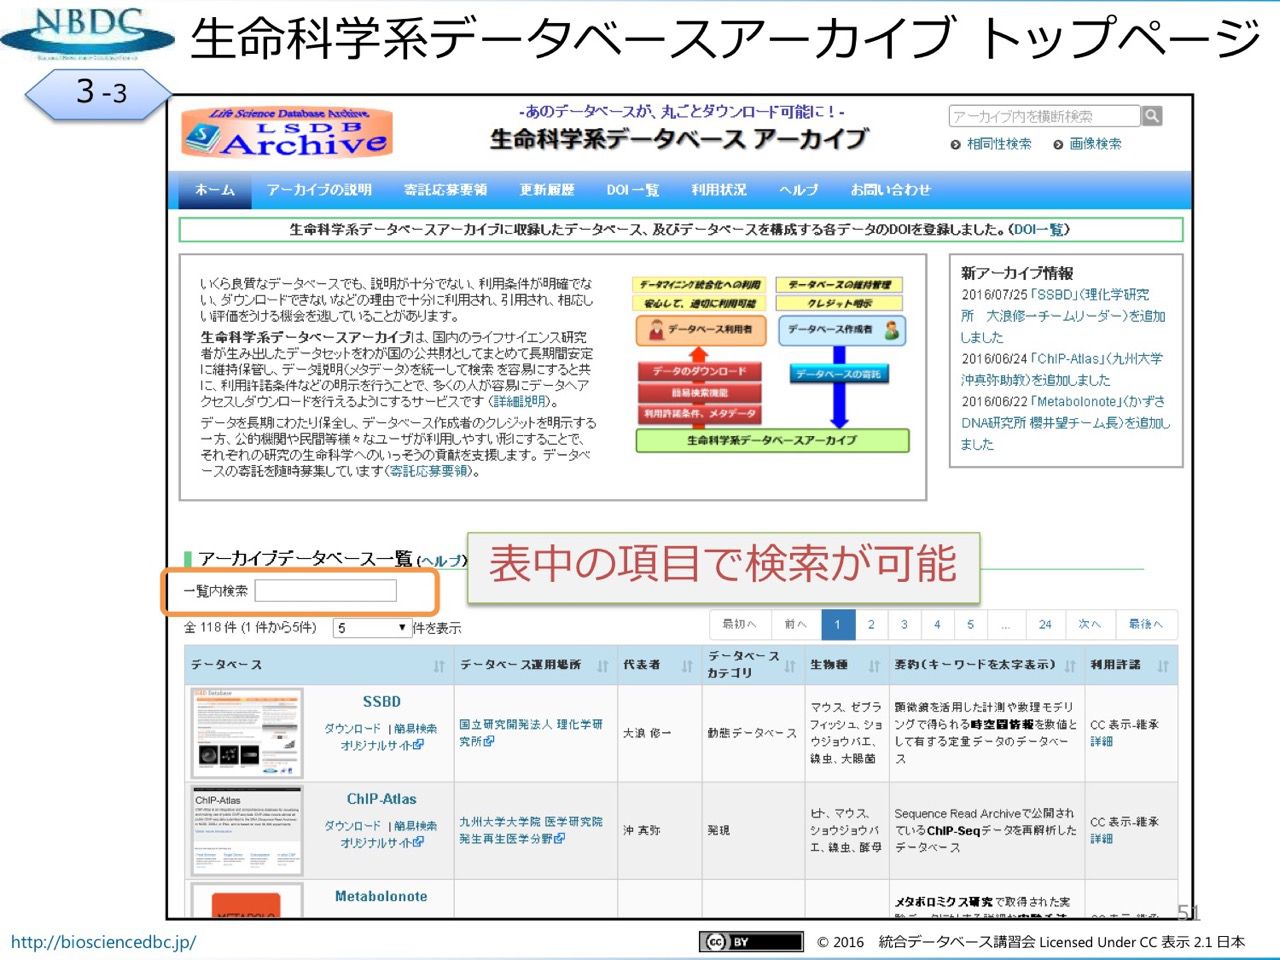 NBDC
生命科学系データベースアーカイブ トップページ
3-3
Life Science Database Archive
LSDB
Archive
-あのデータベースが、丸ごとダウンロード可能に！-
生命科学系データベース アーカイブ
アーカイブ内を横断検索
相同性検索 画像検索
ホーム アーカイブの説明 寄託応募要領 更新履歴 DOI一覧 利用状況 ヘルプ お問い合わせ
生命科学系データベースアーカイブに収録したデータベース、及びデータベースを構成する各データのDOIを登録しました。(DOI一覧)
いくら良質なデータベースでも、説明が十分でない、利用条件が明確でな
い、ダウンロードできないなどの理由で十分に利用され、引用され、相応し
い評価をうける機会を逃していることがあります。
生命科学系データベースアーカイブは、国内のライフサイエンス研究
者が生み出したデータセットをわが国の公共財としてまとめて長期間安定
に維持保管し、データ説明(メタデータ)を統一して検索を容易にすると共
に、利用許諾条件などの明示を行うことで、多くの人が容易にデータへア
クセスしダウンロードを行えるようにするサービスです(詳細説明)。
データを長期にわたり保全し、データベース作成者のクレジットを明示する
一方、公的機関や民間等様々なユーザが利用しやすい形にすることで、
それぞれの研究の生命科学へのいっそうの貢献を支援します。データベ
ースの寄託を随時募集しています(寄託応募要領)。
データマイニング統合化への利用
安心して、適切に利用可能
データベースの維持管理
クレジット明示
データベース利用者
データベース作成者
データのダウンロード
簡易検索機能
利用許諾条件、メタデータ
データベースの寄託
生命科学系データベースアーカイブ
新アーカイブ情報
2016/07/25「SSBD」(理化学研究
所 大浪修一チームリーダー)を追加
しました
2016/06/24「ChIP-Atlas」(九州大学
沖真弥助教)を追加しました
2016/06/22「Metabolonote」(かずさ
DNA研究所 櫻井望チーム長)を追加し
ました
アーカイブデータベース一覧 (ヘルプ)
表中の項目で検索が可能
一覧内検索
全 118 件 (1 件から5件) 5 件を表示
最初へ 前へ 1 2 3 4 5 ... 24 次へ 最後へ
データベース データベース運用場所 代表者 データベースカテゴリ 生物種 要約(キーワードを太字表示) 利用許諾
SSBD
ダウンロード | 簡易検索
オリジナルサイト
国立研究開発法人 理化学研
究所
大浪 修一
動態データベース
マウス、ゼブラ
フィッシュ、ショ
ウジョウバエ、
線虫、大腸菌
顕微鏡を活用した計測や数理モデリ
ングで得られる時空間情報を数値と
して有する定量データのデータベー
ス
CC 表示-継承
詳細
ChIP-Atlas
ChIP-Atlas
ダウンロード | 簡易検索
オリジナルサイト
九州大学大学院 医学研究院
発生再生医学分野
沖 真弥
発現
ヒト、マウス、
ショウジョウバ
エ、線虫、酵母
Sequence Read Archiveで公開され
ているChIP-Seqデータを再解析した
データベース
CC 表示-継承
詳細
Metabolonote
メタボロミクス研究で取得された実
51
http://biosciencedbc.jp/
cc BY
© 2016 統合データベース講習会 Licensed Under CC 表示 2.1 日本